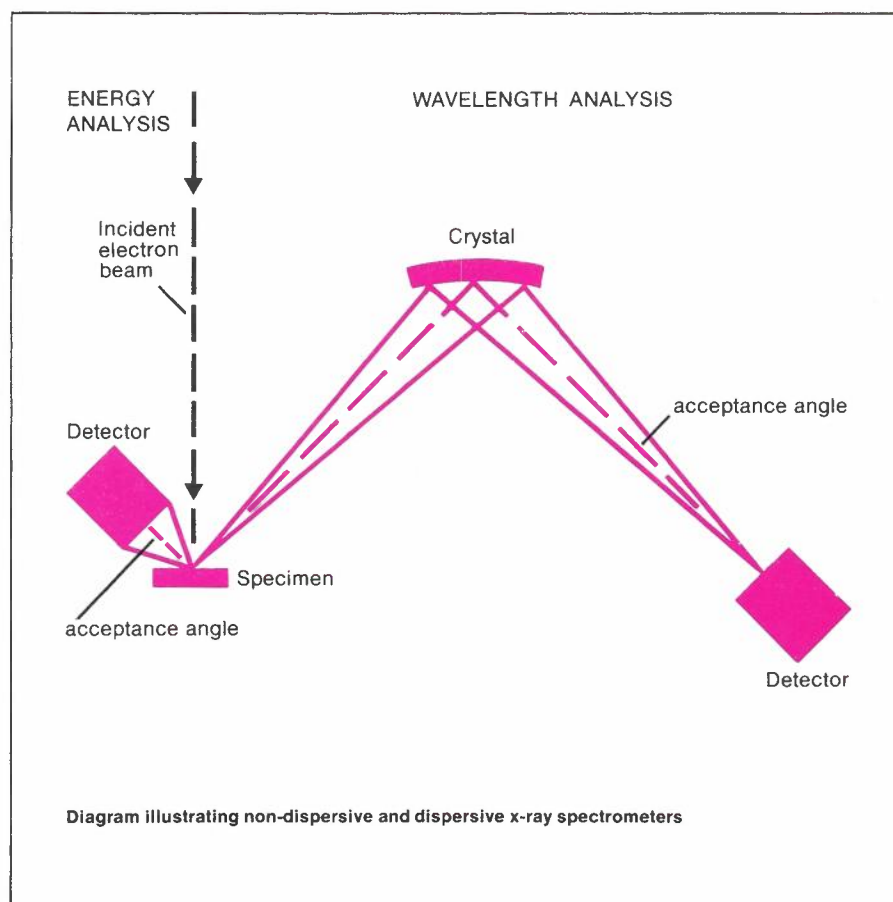 ENERGY
ANALYSIS
WAVELENGTH ANALYSIS
Incident
electron
beam
Crystal
acceptance angle
Detector
Specimen
acceptance angle
Detector
Diagram illustrating non-dispersive and dispersive x-ray spectrometers